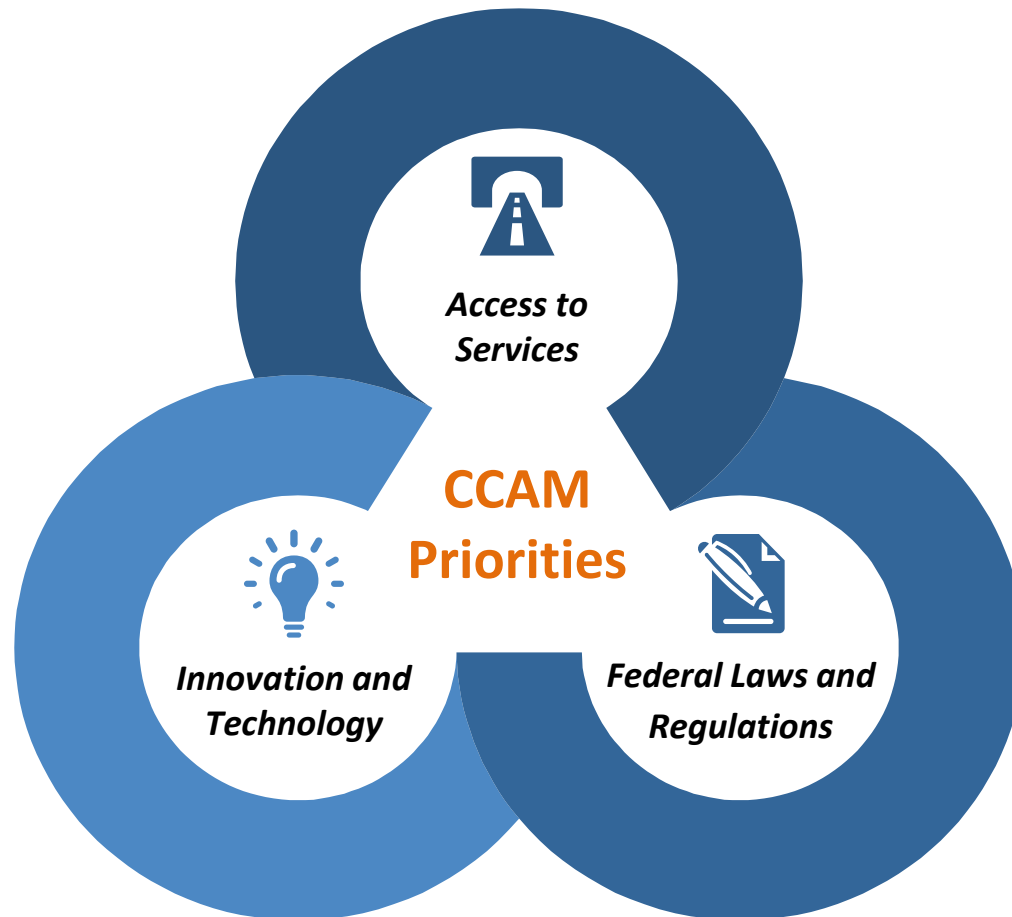 Access to
Services
CCAM
Priorities
Innovation and
Technology
Federal Laws and
Regulations